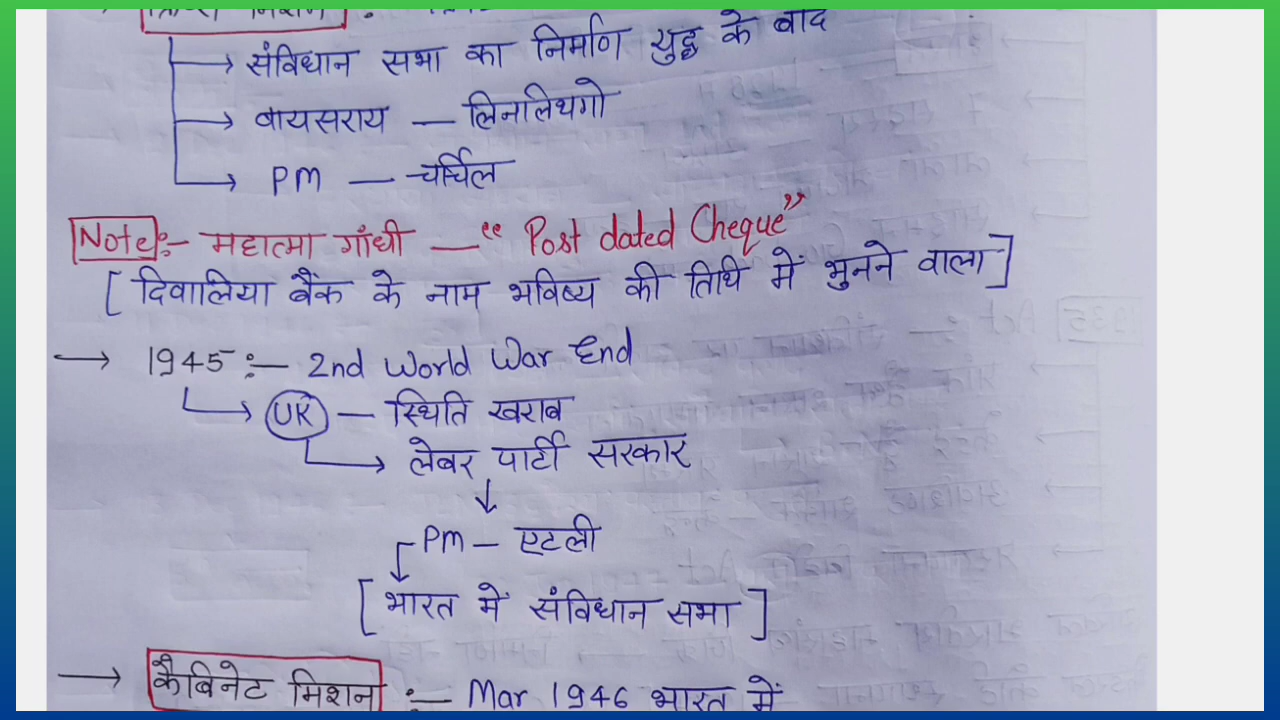 मिशन :-
→ संविधान सभा का निर्माण युद्ध के बाद
→ वायसराय — लिनलिथगो
→ PM — चर्चिल
Note:- महात्मा गांधी — "Post dated Cheque"
[दिवालिया बैंक के नाम भविष्य की तिथि में भुनने वाला]
→ 1945 :- 2nd World War End
→ UK — स्थिति खराब
→ लेबर पार्टी सरकार
↓
PM — एटली
[भारत में संविधान सभा]
→ कैबिनेट मिशन :- Mar 1946 भारत में